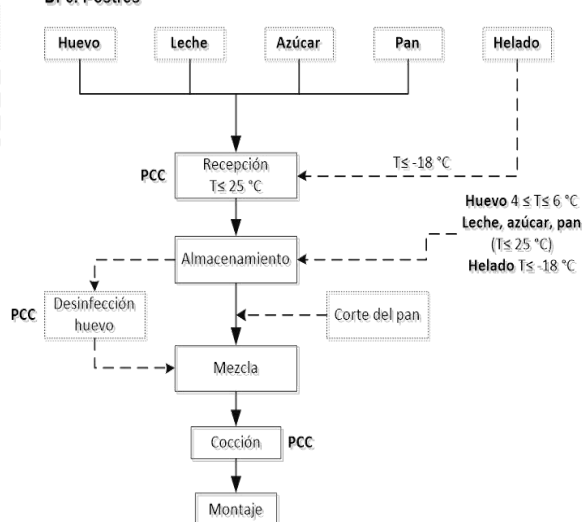 Huevo
Leche
Azúcar
Pan
Helado
PCC
Recepción
T≤ 25 °C
T≤ -18 °C
Huevo 4 ≤ T≤ 6 °C
Leche, azúcar, pan
(T≤ 25 °C)
Helado T≤ -18 °C
Almacenamiento
PCC
Desinfección
huevo
Corte del pan
Mezcla
Cocción
PCC
Montaje